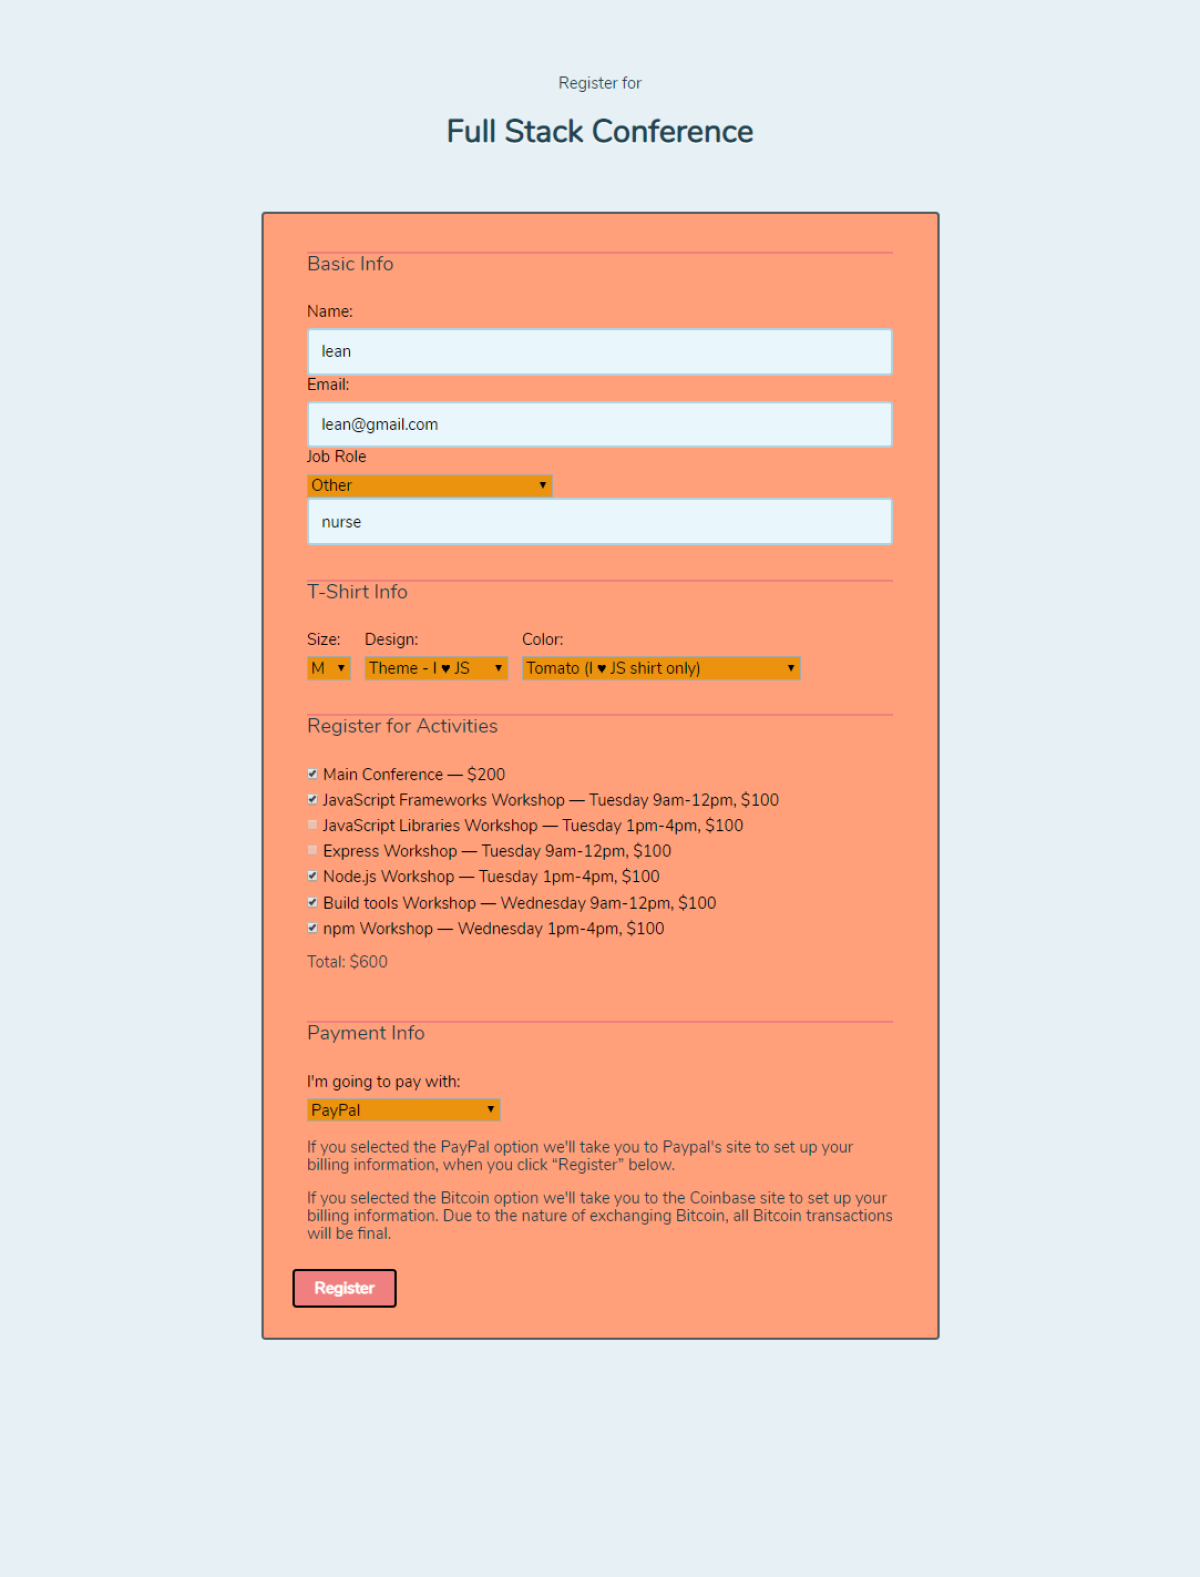 Register for
Full Stack Conference
Basic Info
Name:
lean
Email:
lean@gmail.com
Job Role
Other
nurse
T-Shirt Info
Size: Design: Color:
M Theme - I ♥ JS Tomato (I ♥ JS shirt only)
Register for Activities
Main Conference — $200
JavaScript Frameworks Workshop — Tuesday 9am-12pm, $100
JavaScript Libraries Workshop — Tuesday 1pm-4pm, $100
Express Workshop — Tuesday 9am-12pm, $100
Node.js Workshop — Tuesday 1pm-4pm, $100
Build tools Workshop — Wednesday 9am-12pm, $100
npm Workshop — Wednesday 1pm-4pm, $100
Total: $600
Payment Info
I'm going to pay with:
PayPal
If you selected the PayPal option we'll take you to Paypal's site to set up your
billing information, when you click “Register” below.
If you selected the Bitcoin option we'll take you to the Coinbase site to set up your
billing information. Due to the nature of exchanging Bitcoin, all Bitcoin transactions
will be final.
Register